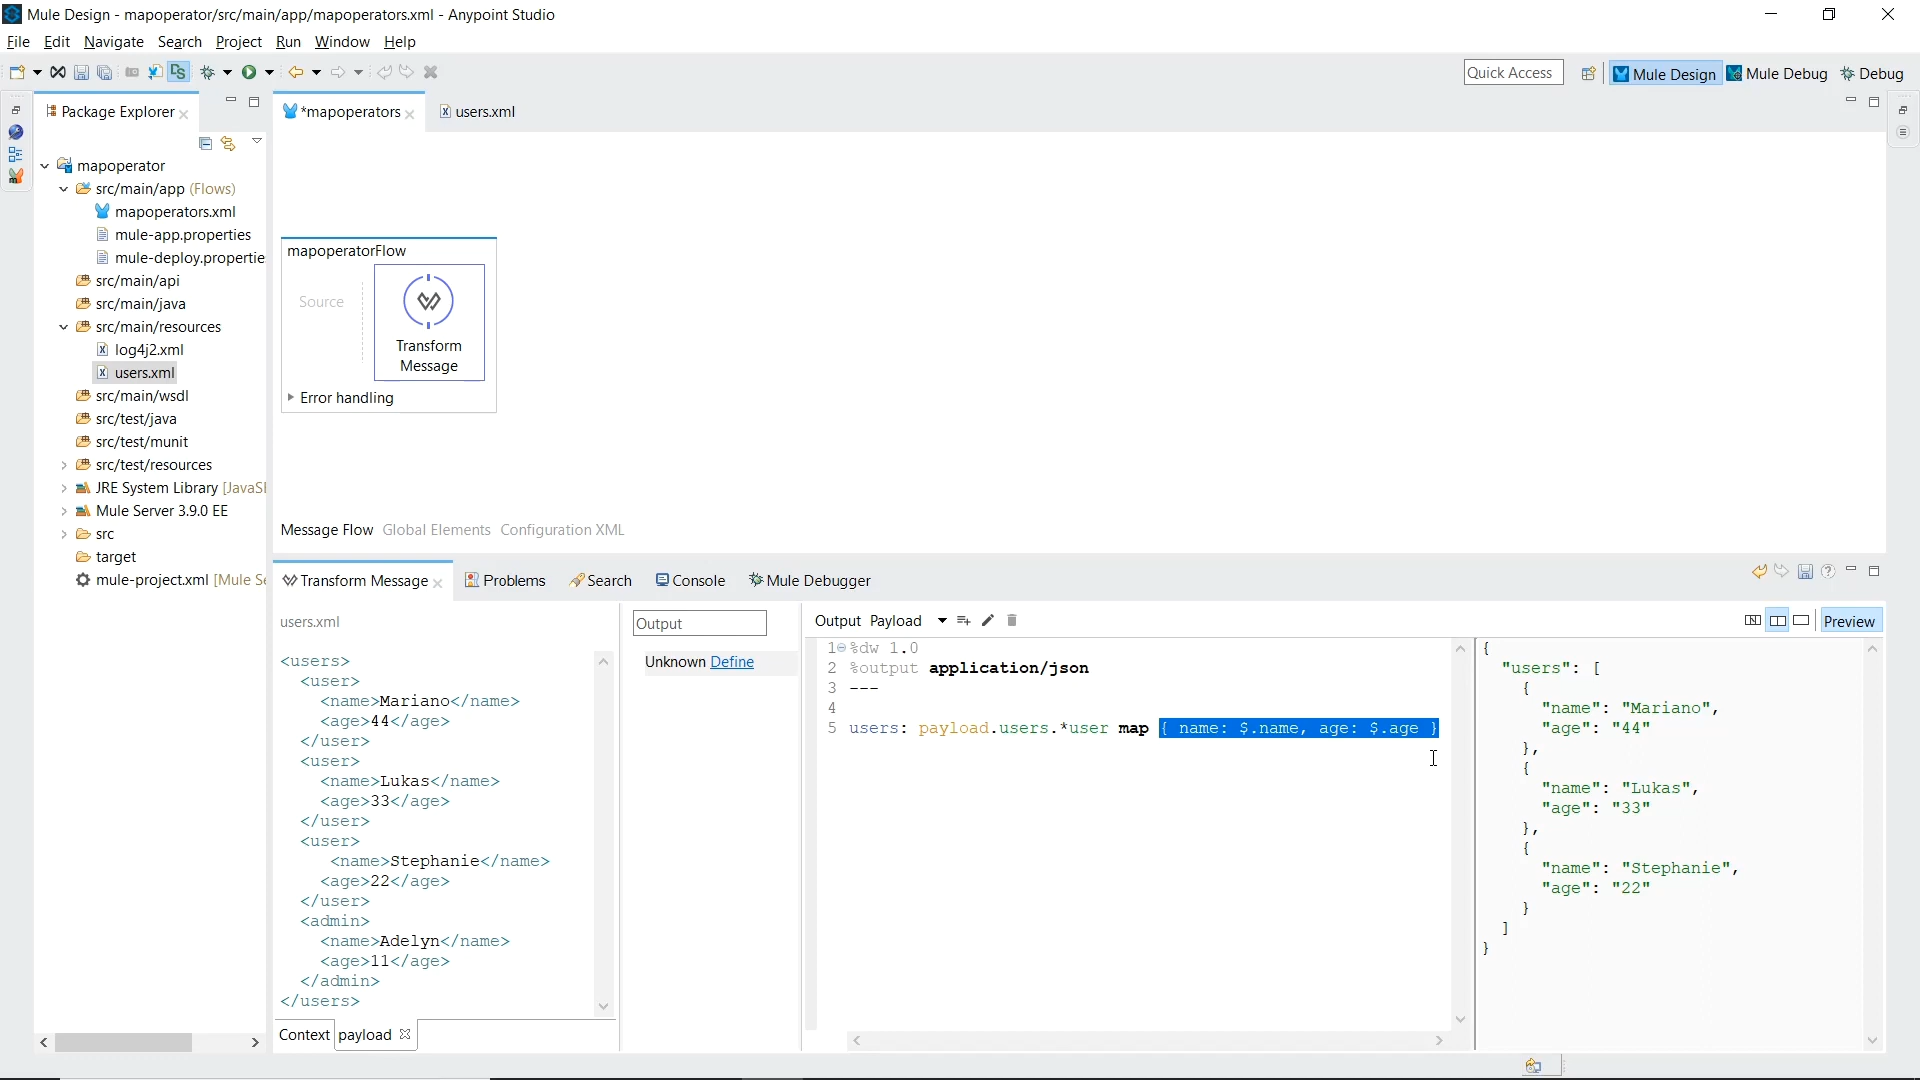 Mule Design - mapoperator/src/main/app/mapoperators.xml - Anypoint Studio
File Edit Navigate Search Project Run Window Help
Quick Access
Mule Design
Mule Debug
Debug
Package Explorer
*mapoperators
users.xml
mapoperator
src/main/app (Flows)
mapoperators.xml
mule-app.properties
mule-deploy.propertie
src/main/api
src/main/java
src/main/resources
log4j2.xml
users.xml
src/main/wsdl
src/test/java
src/test/munit
src/test/resources
JRE System Library [JavaSI
Mule Server 3.9.0 EE
src
target
mule-project.xml [Mule Se
mapoperatorFlow
Source
Transform
Message
Error handling
Message Flow Global Elements Configuration XML
Transform Message
Problems
Search
Console
Mule Debugger
users.xml
<users>
<user>
<name>Mariano</name>
<age>44</age>
</user>
<user>
<name>Lukas</name>
<age>33</age>
</user>
<user>
<name>Stephanie</name>
<age>22</age>
</user>
<admin>
<name>Adelyn</name>
<age>11</age>
</admin>
</users>
Context payload
Output
Unknown Define
Output Payload
Preview
1 %dw 1.0
2 %output application/json
3 ---
4
5 users: payload.users.*user map { name: $.name, age: $.age }
{
"users": [
{
"name": "Mariano",
"age": "44"
},
{
"name": "Lukas",
"age": "33"
},
{
"name": "Stephanie",
"age": "22"
}
]
}